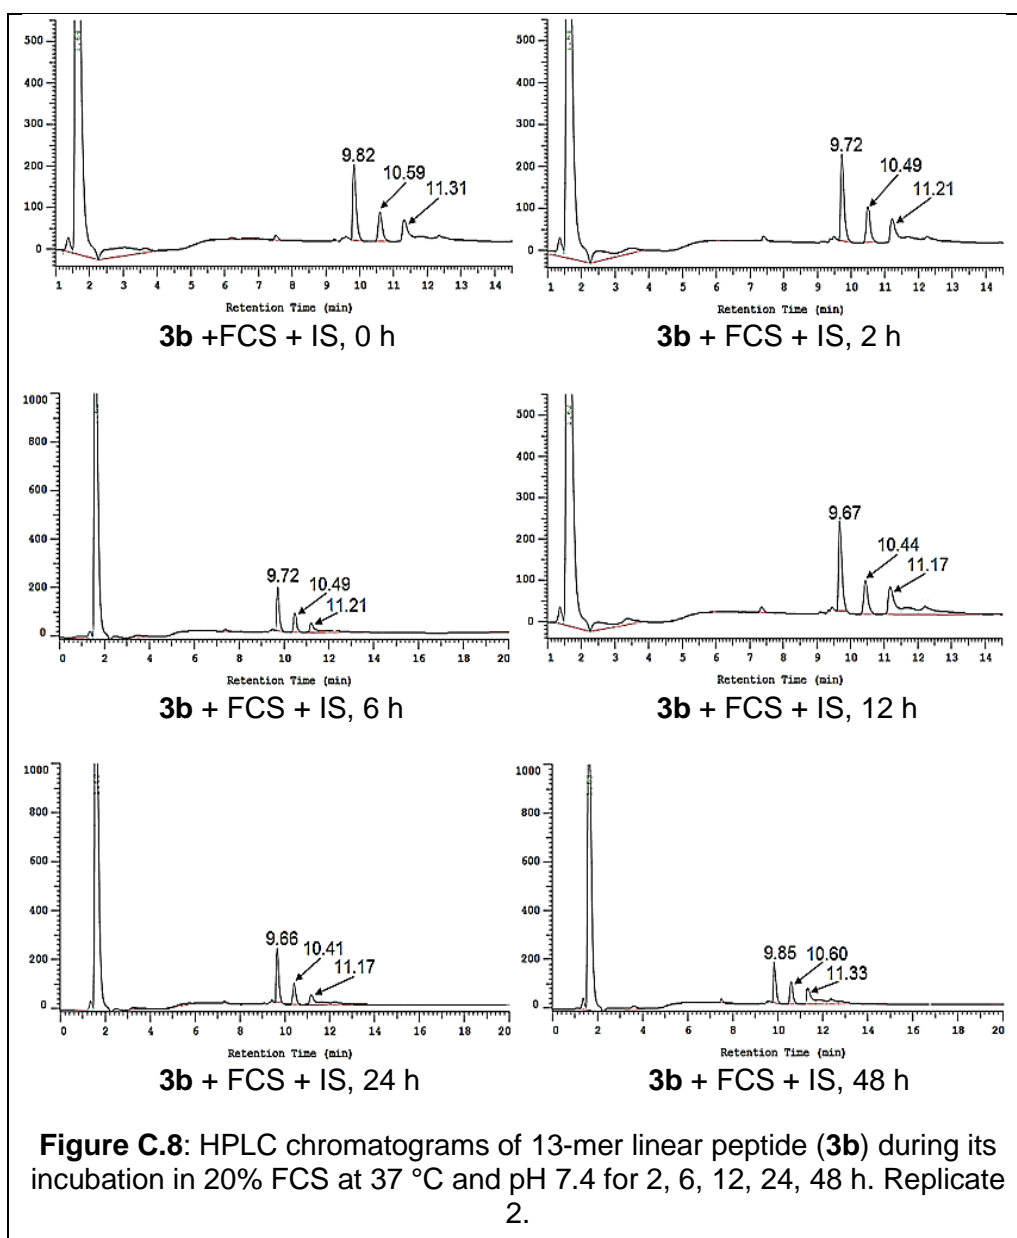 500
400
300
200
100
0
9.82
10.59
11.31
1 2 3 4 5 6 7 8 9 10 11 12 13 14
Retention Time (min)
3b +FCS + IS, 0 h
500
400
300
200
100
0
9.72
10.49
11.21
1 2 3 4 5 6 7 8 9 10 11 12 13 14
Retention Time (min)
3b + FCS + IS, 2 h
1000
800
600
400
200
0
9.72
10.49
11.21
0 2 4 6 8 10 12 14 16 18 20
Retention Time (min)
3b + FCS + IS, 6 h
500
400
300
200
100
0
9.67
10.44
11.17
1 2 3 4 5 6 7 8 9 10 11 12 13 14
Retention Time (min)
3b + FCS + IS, 12 h
1000
800
600
400
200
0
9.66
10.41
11.17
0 2 4 6 8 10 12 14 16 18 20
Retention Time (min)
3b + FCS + IS, 24 h
1000
800
600
400
200
0
9.85
10.60
11.33
0 2 4 6 8 10 12 14 16 18 20
Retention Time (min)
3b + FCS + IS, 48 h
Figure C.8: HPLC chromatograms of 13-mer linear peptide (3b) during its
incubation in 20% FCS at 37 °C and pH 7.4 for 2, 6, 12, 24, 48 h. Replicate
2.